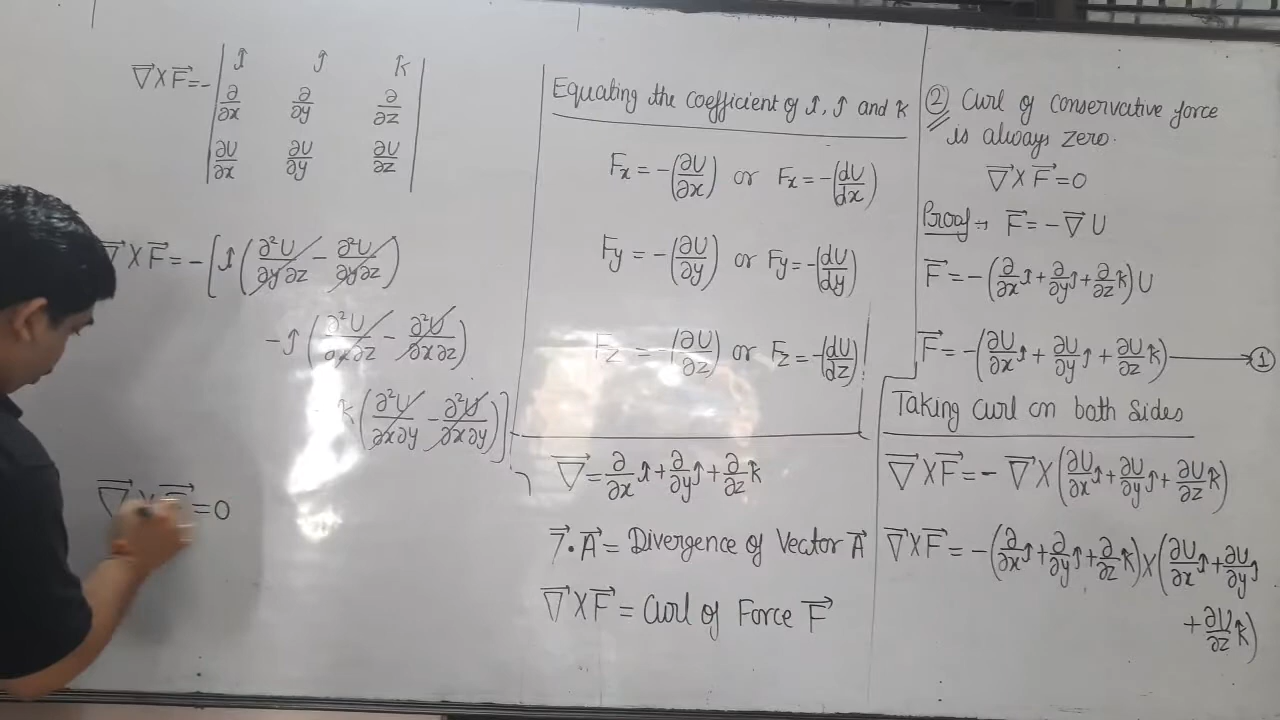 ∇⃗×F⃗=-|î ĵ k̂|
|∂/∂x ∂/∂y ∂/∂z|
|∂U/∂x ∂U/∂y ∂U/∂z|
∇⃗×F⃗=-[î(∂²U/∂y∂z - ∂²U/∂y∂z)
-ĵ(∂²U/∂x∂z - ∂²U/∂x∂z)
k̂(∂²U/∂x∂y - ∂²U/∂x∂y)]
∇⃗×F⃗=0
Equating the coefficient of î, ĵ and k̂
Fx = -(∂U/∂x) or Fx = -(dU/dx)
Fy = -(∂U/∂y) or Fy = -(dU/dy)
Fz = -(∂U/∂z) or Fz = -(dU/dz)
∇⃗=∂/∂x î+∂/∂y ĵ+∂/∂z k̂
∇⃗.A⃗ = Divergence of Vector A⃗
∇⃗×F⃗ = Curl of Force F⃗
② Curl of conservative force
is always zero.
∇⃗×F⃗=0
Proof → F⃗=-∇⃗U
F⃗=-(∂/∂x î+∂/∂y ĵ+∂/∂z k̂)U
F⃗=-(∂U/∂x î+∂U/∂y ĵ+∂U/∂z k̂)→①
Taking curl on both sides
∇⃗×F⃗=-∇⃗×(∂U/∂x î+∂U/∂y ĵ+∂U/∂z k̂)
∇⃗×F⃗=-(∂/∂x î+∂/∂y ĵ+∂/∂z k̂)×(∂U/∂x î+∂U/∂y ĵ
+∂U/∂z k̂)